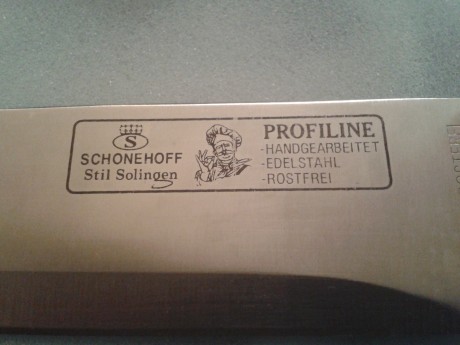 S
SCHONEHOFF
Stil Solingen
PROFILINE
-HANDGEARBEITET
-EDELSTAHL
-ROSTFREI